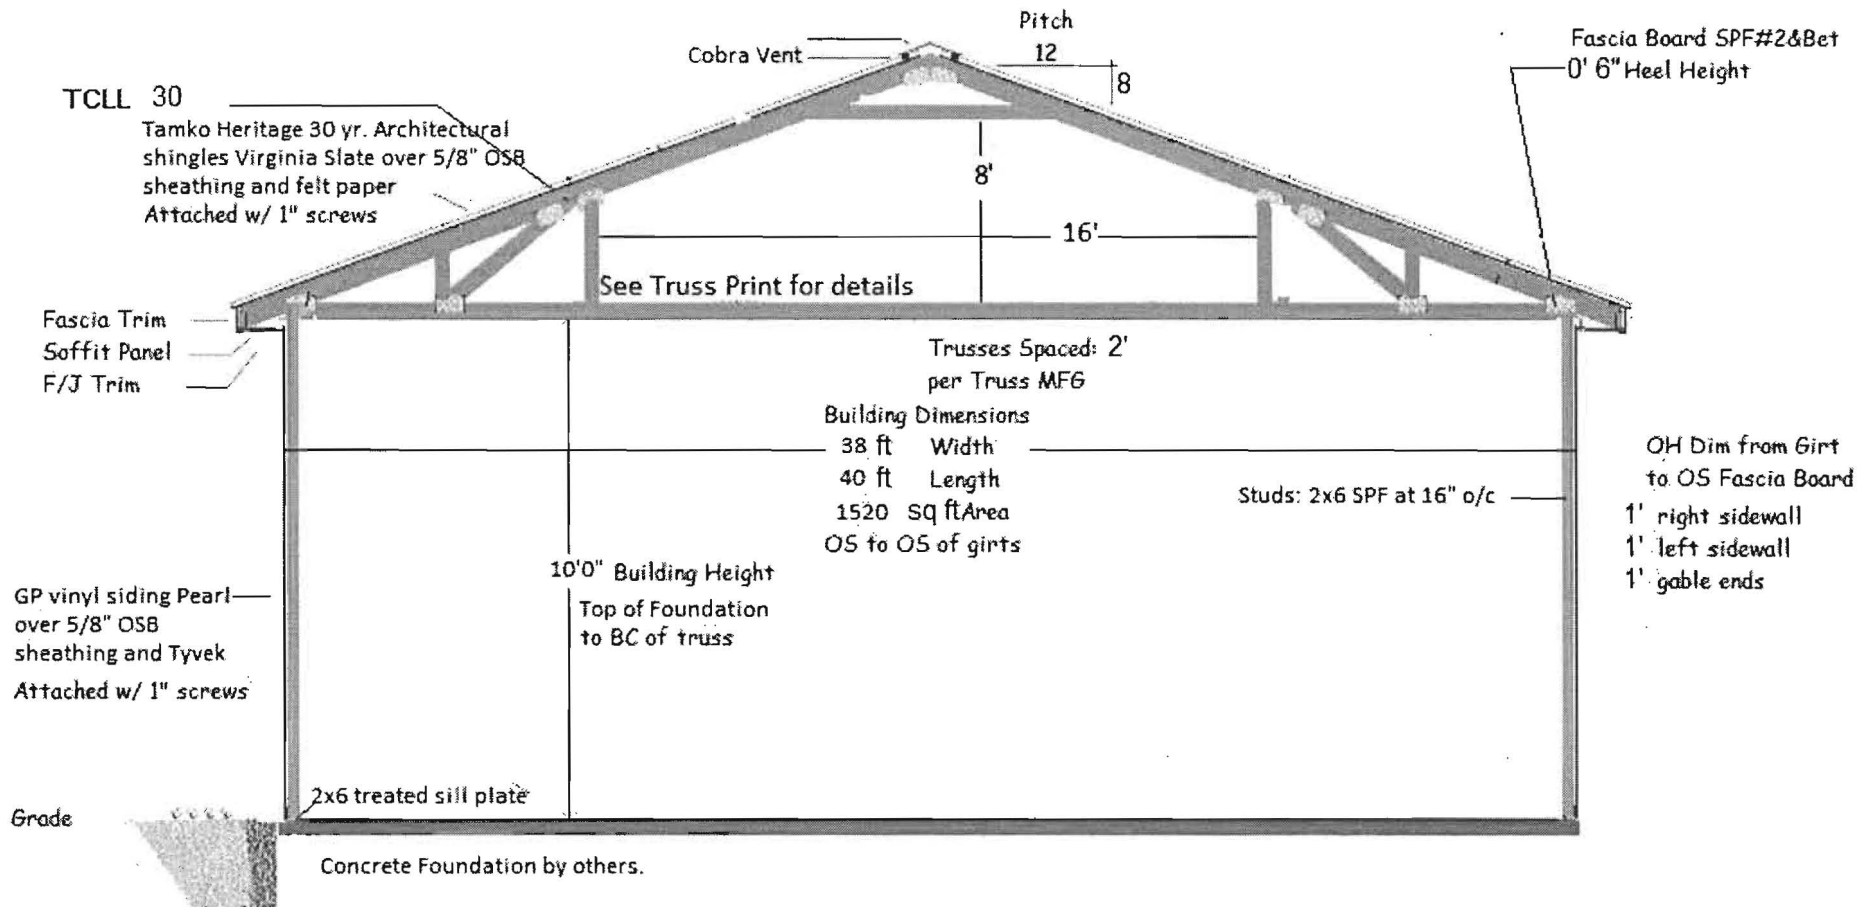 Pitch
12
8
Cobra Vent
Fascia Board SPF#2&Bet
0' 6" Heel Height
TCLL 30
Tamko Heritage 30 yr. Architectural
shingles Virginia Slate over 5/8" OSB
sheathing and felt paper
Attached w/ 1" screws
8'
16'
See Truss Print for details
Fascia Trim
Soffit Panel
F/J Trim
Trusses Spaced: 2'
per Truss MFG
Building Dimensions
38 ft Width
40 ft Length
1520 sq ftArea
OS to OS of girts
Studs: 2x6 SPF at 16" o/c
OH Dim from Girt
to OS Fascia Board
1' right sidewall
1' left sidewall
1' gable ends
10'0" Building Height
Top of Foundation
to BC of truss
GP vinyl siding Pearl
over 5/8" OSB
sheathing and Tyvek
Attached w/ 1" screws
2x6 treated sill plate
Grade
Concrete Foundation by others.